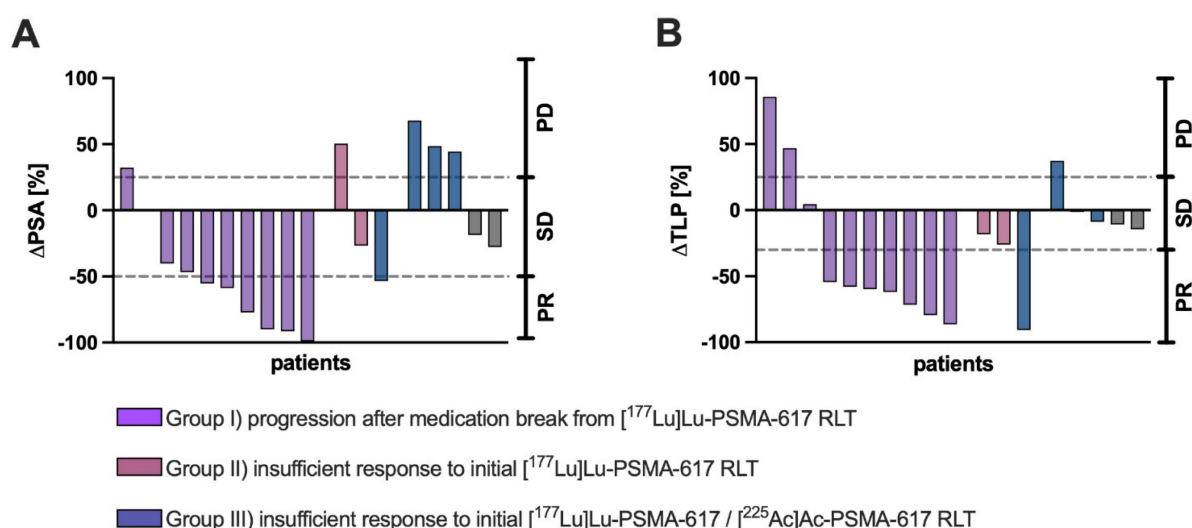 A
B
100
50
0
-50
-100
ΔPSA [%]
patients
PD
SD
PR
100
50
0
-50
-100
ΔTLP [%]
patients
PD
SD
PR
Group I) progression after medication break from [¹⁷⁷Lu]Lu-PSMA-617 RLT
Group II) insufficient response to initial [¹⁷⁷Lu]Lu-PSMA-617 RLT
Group III) insufficient response to initial [¹⁷⁷Lu]Lu-PSMA-617 / [²²⁵Ac]Ac-PSMA-617 RLT